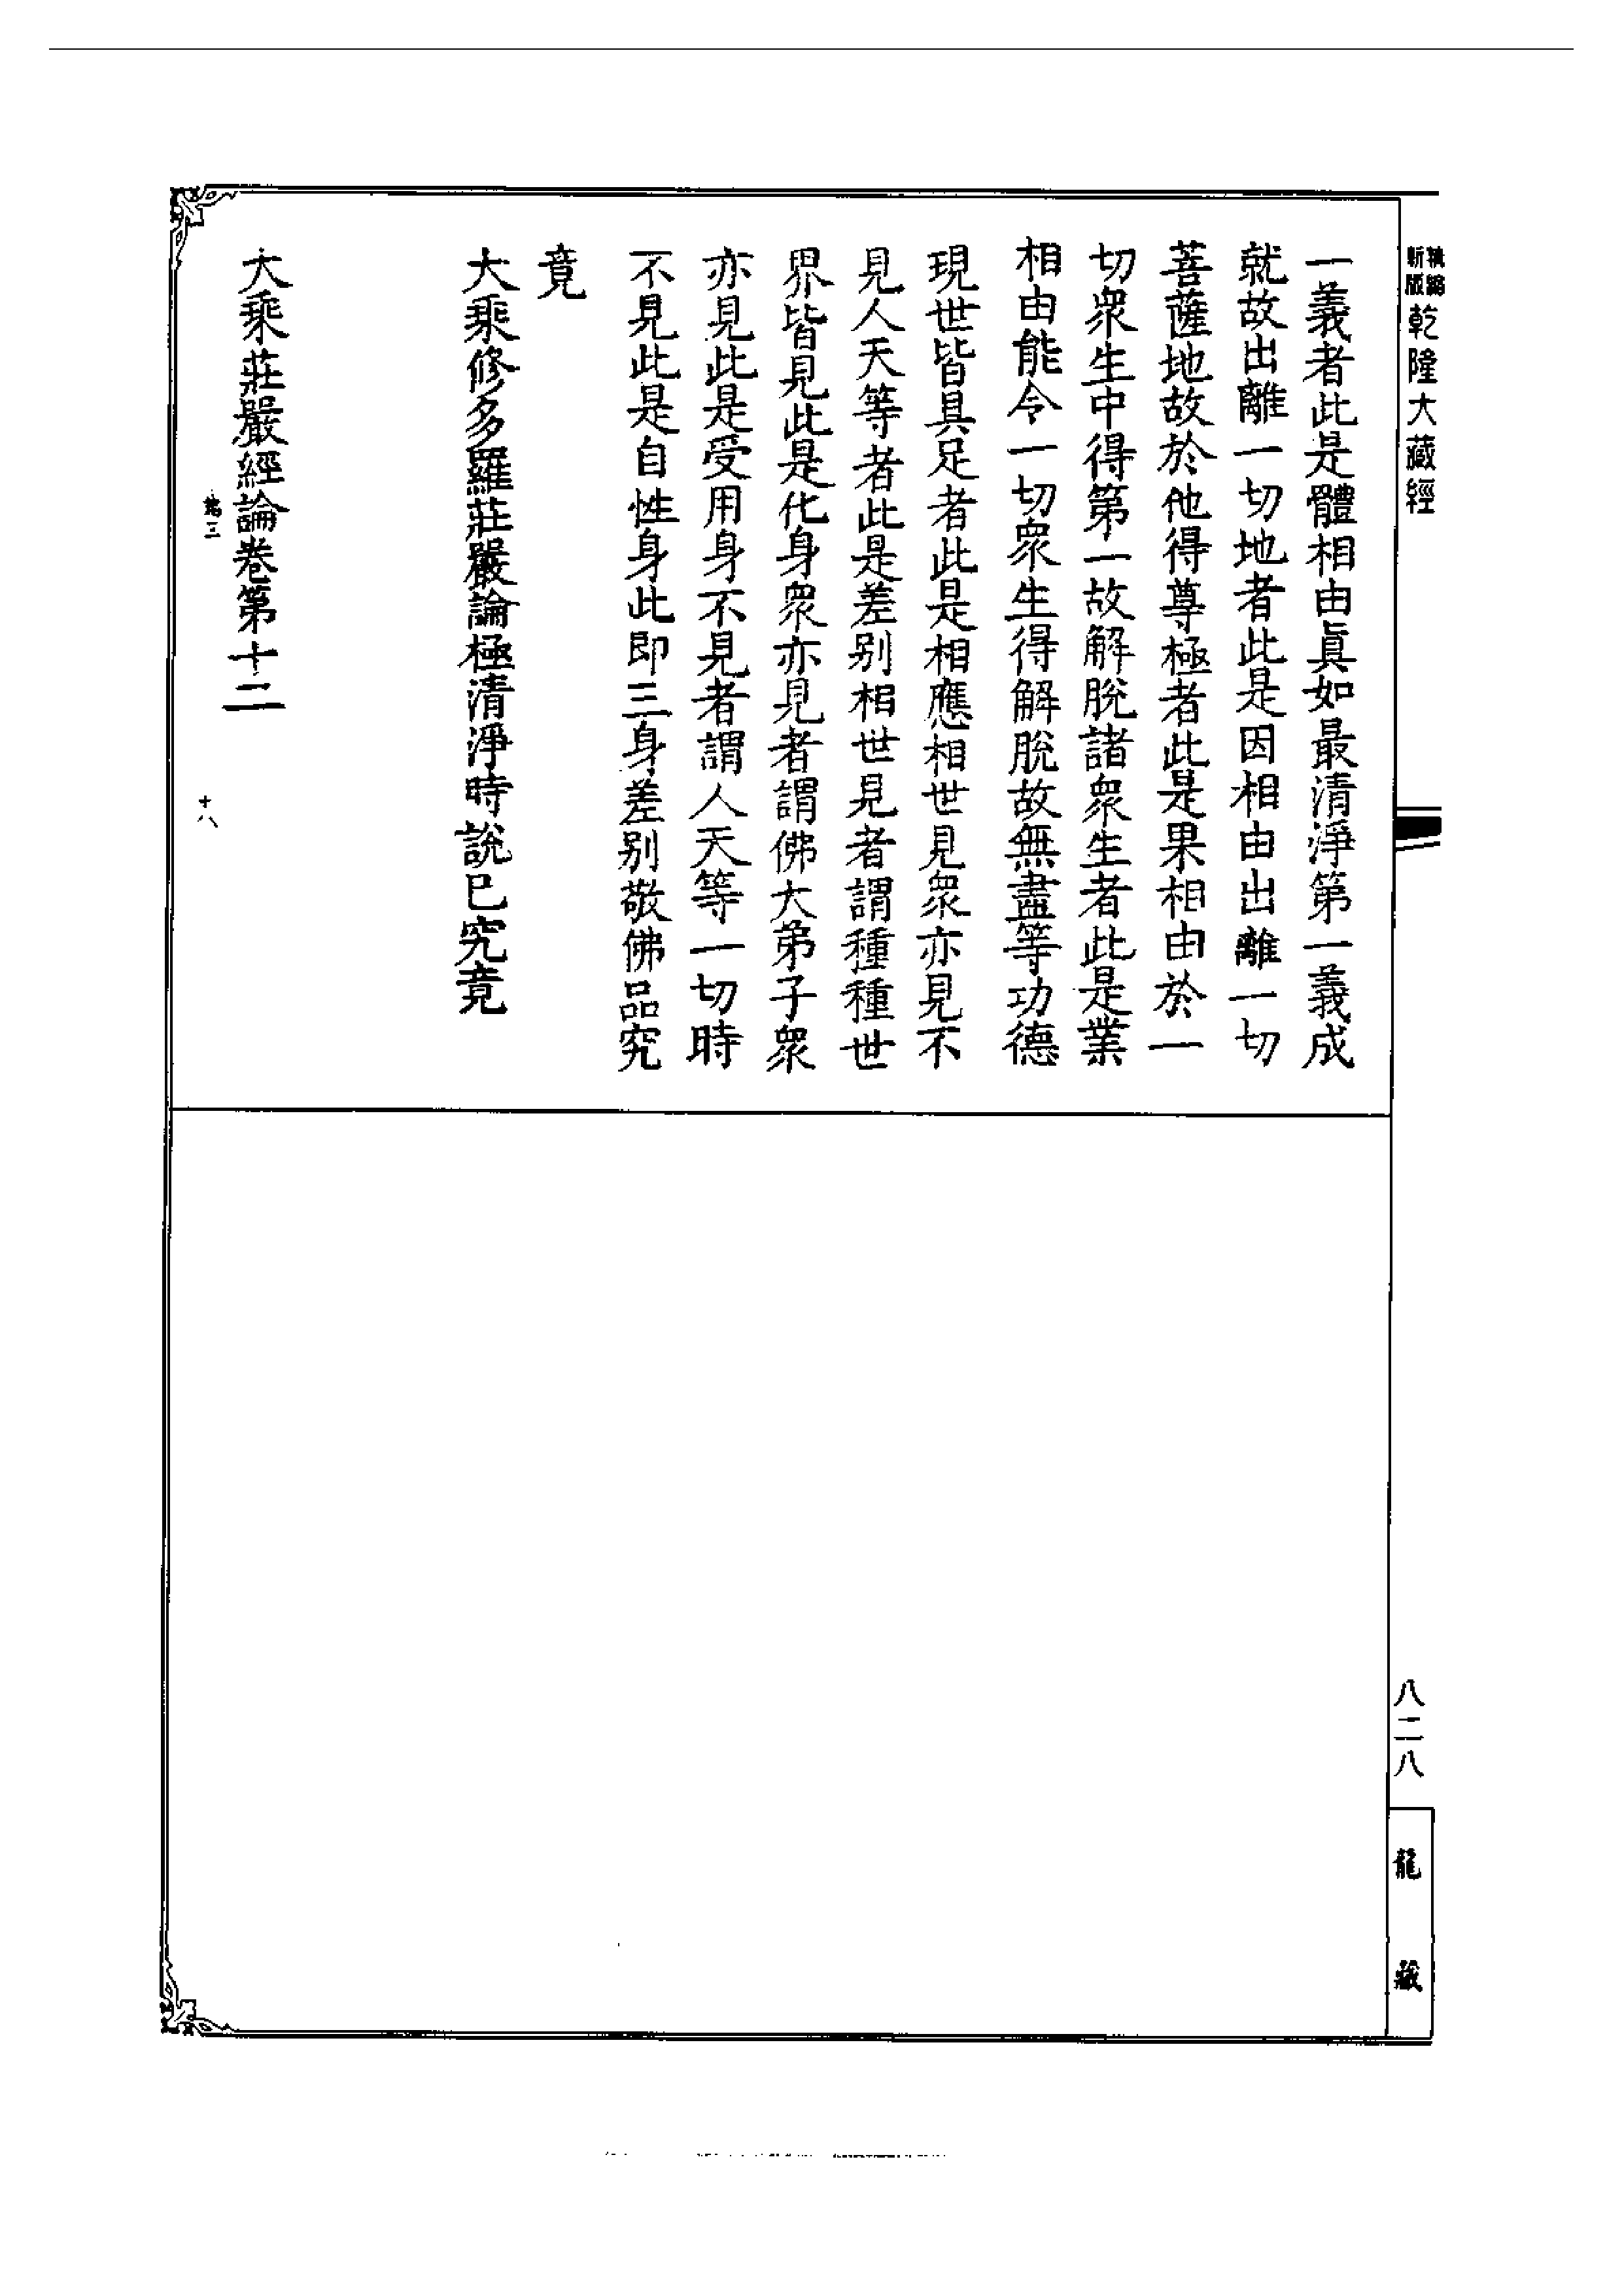 新版
乾隆大藏經
一義者此是體相由眞如最清淨第一義成
就故出離一切地者此是因相由出離一切
菩薩地故於他得尊極者此是果相由於一
切衆生中得第一故解脫諸衆生者此是業
相由能令一切衆生得解脫故無盡等功德
現世皆具足者此是相應相世見衆亦見不
見人天等者此是差别相世見者謂種種世
界皆見此是化身衆亦見者謂佛大弟子衆
亦見此是受用身不見者謂人天等一切時
不見此是自性身此即三身差别敬佛品究
竟
大乘修多羅莊嚴論極清淨時說已究竟
大乘莊嚴經論卷第十二
三
十八
八二八
龍藏